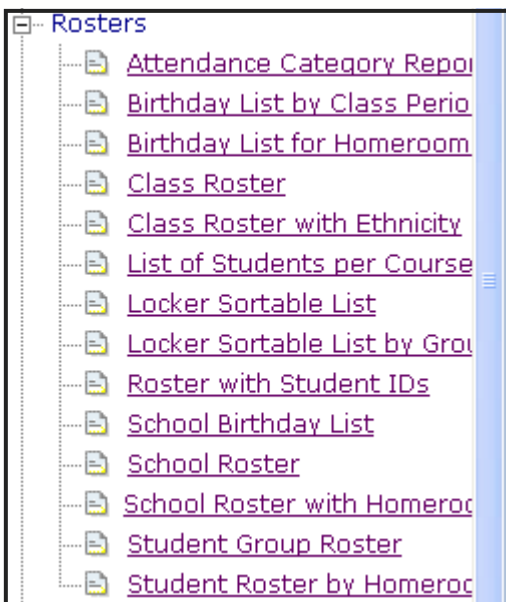 Rosters
Attendance Category Repor
Birthday List by Class Perio
Birthday List for Homeroom
Class Roster
Class Roster with Ethnicity
List of Students per Course
Locker Sortable List
Locker Sortable List by Grou
Roster with Student IDs
School Birthday List
School Roster
School Roster with Homeroo
Student Group Roster
Student Roster by Homeroo